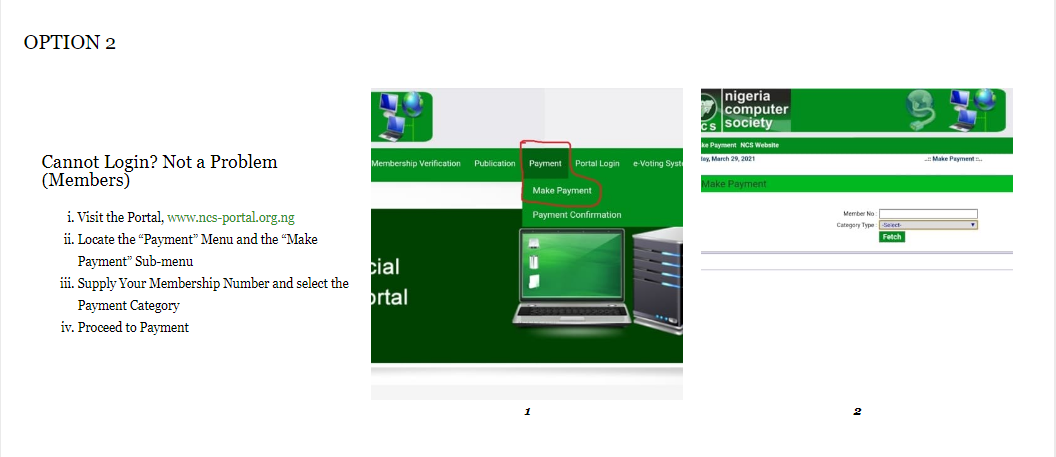 OPTION 2
Cannot Login? Not a Problem
(Members)
i. Visit the Portal, www.ncs-portal.org.ng
ii. Locate the “Payment” Menu and the “Make
Payment” Sub-menu
iii. Supply Your Membership Number and select the
Payment Category
iv. Proceed to Payment
Membership Verification Publication Payment Portal Login e-Voting Syst
Make Payment
Payment Confirmation
cial
ortal
1
nigeria
computer
society
CS
ke Payment NCS Website
lay, March 29, 2021 ..:: Make Payment ::..
Make Payment
Member No
Category Type -Select-
Fetch
2